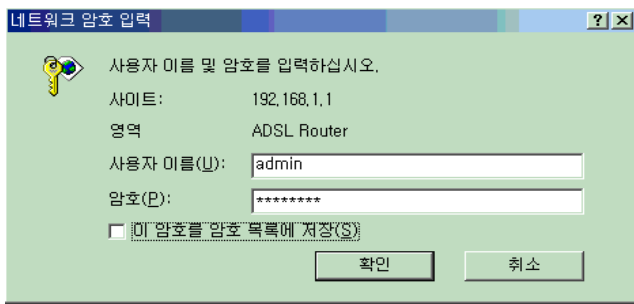 네트워크 암호 입력
사용자 이름 및 암호를 입력하십시오.
사이트: 192.168.1.1
영역 ADSL Router
사용자 이름(U): admin
암호(P): ********
이 암호를 암호 목록에 저장(S)
확인 취소